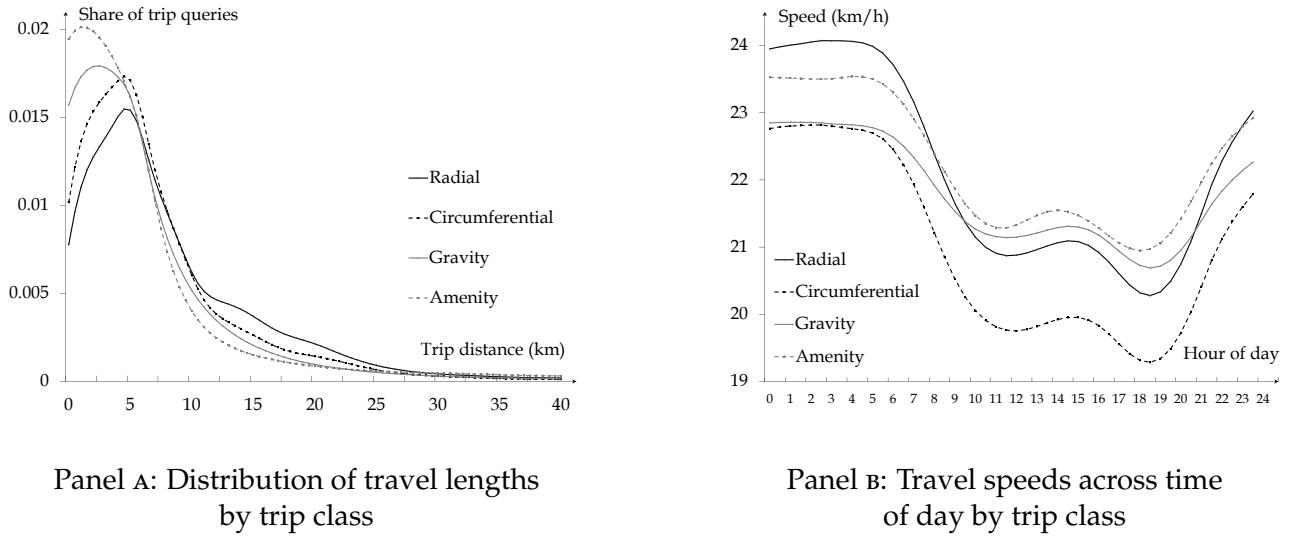 Share of trip queries
0.02
0.015
0.01
0.005
0
Radial
Circumferential
Gravity
Amenity
Trip distance (km)
0 5 10 15 20 25 30 35 40
Panel A: Distribution of travel lengths
by trip class
Speed (km/h)
24
23
22
21
20
19
Radial
Circumferential
Gravity
Amenity
Hour of day
0 1 2 3 4 5 6 7 8 9 10 11 12 13 14 15 16 17 18 19 20 21 22 23 24
Panel B: Travel speeds across time
of day by trip class